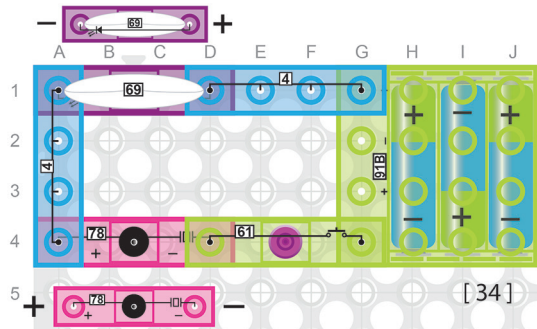 − 69 +
A B C D E F G H I J
1 69 4 − + − +
2 4 −
3 91B + − + −
4 78 + − 61
5 + 78 + − − [34]